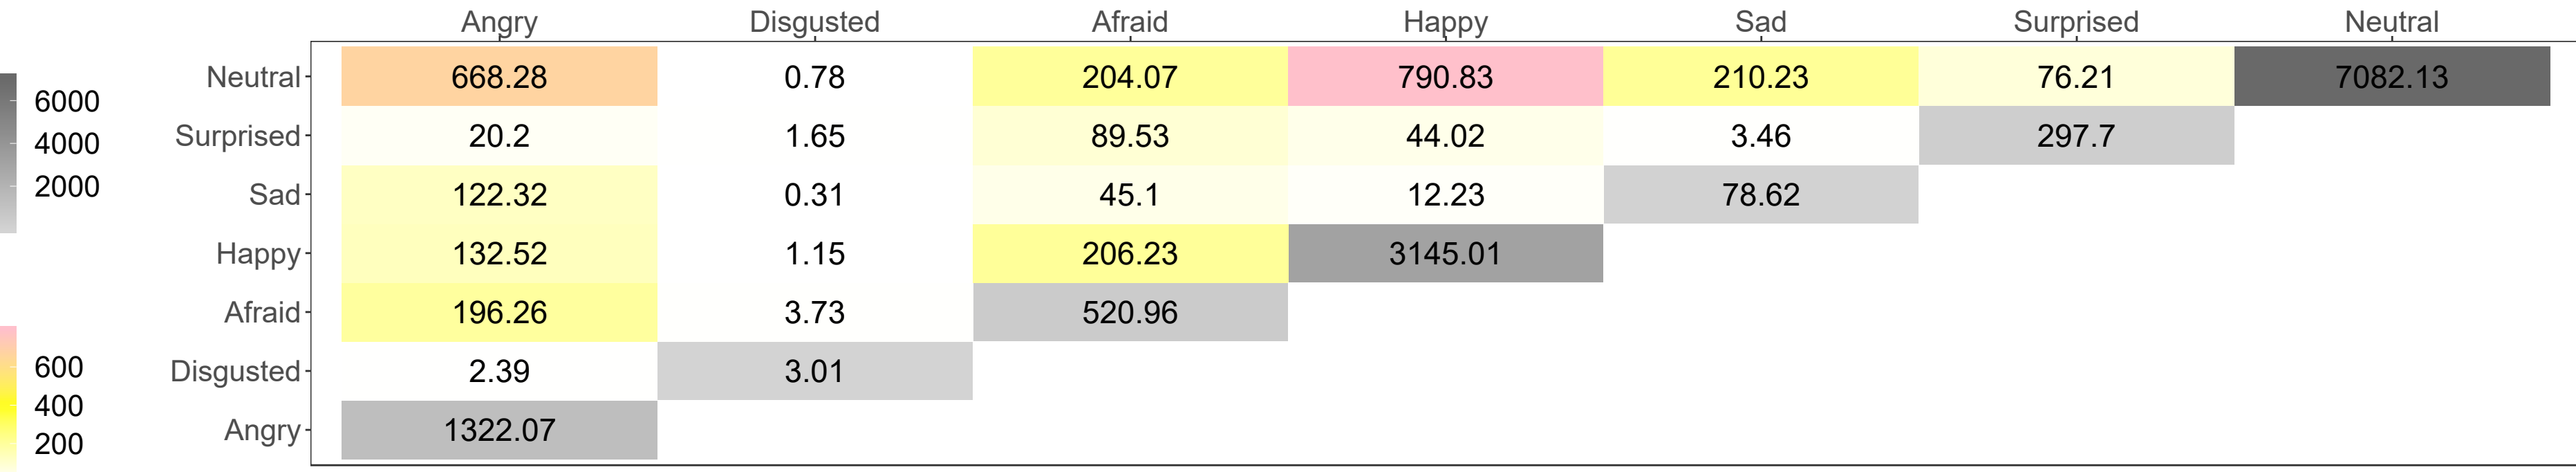 Angry Disgusted Afraid Happy Sad Surprised Neutral
Neutral 668.28 0.78 204.07 790.83 210.23 76.21 7082.13
Surprised 20.2 1.65 89.53 44.02 3.46 297.7
Sad 122.32 0.31 45.1 12.23 78.62
Happy 132.52 1.15 206.23 3145.01
Afraid 196.26 3.73 520.96
Disgusted 2.39 3.01
Angry 1322.07
6000
4000
2000
600
400
200